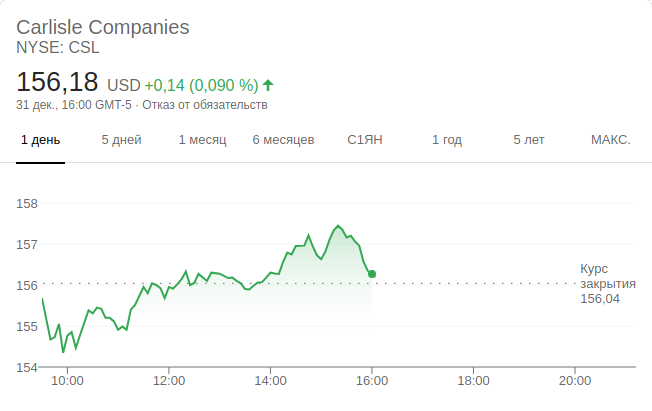 Carlisle Companies
NYSE: CSL
156,18 USD +0,14 (0,090 %)
31 дек., 16:00 GMT-5 · Отказ от обязательств
1 день 5 дней 1 месяц 6 месяцев С1ЯН 1 год 5 лет МАКС.
158
157
156
155
154
Курс
закрытия
156,04
10:00 12:00 14:00 16:00 18:00 20:00